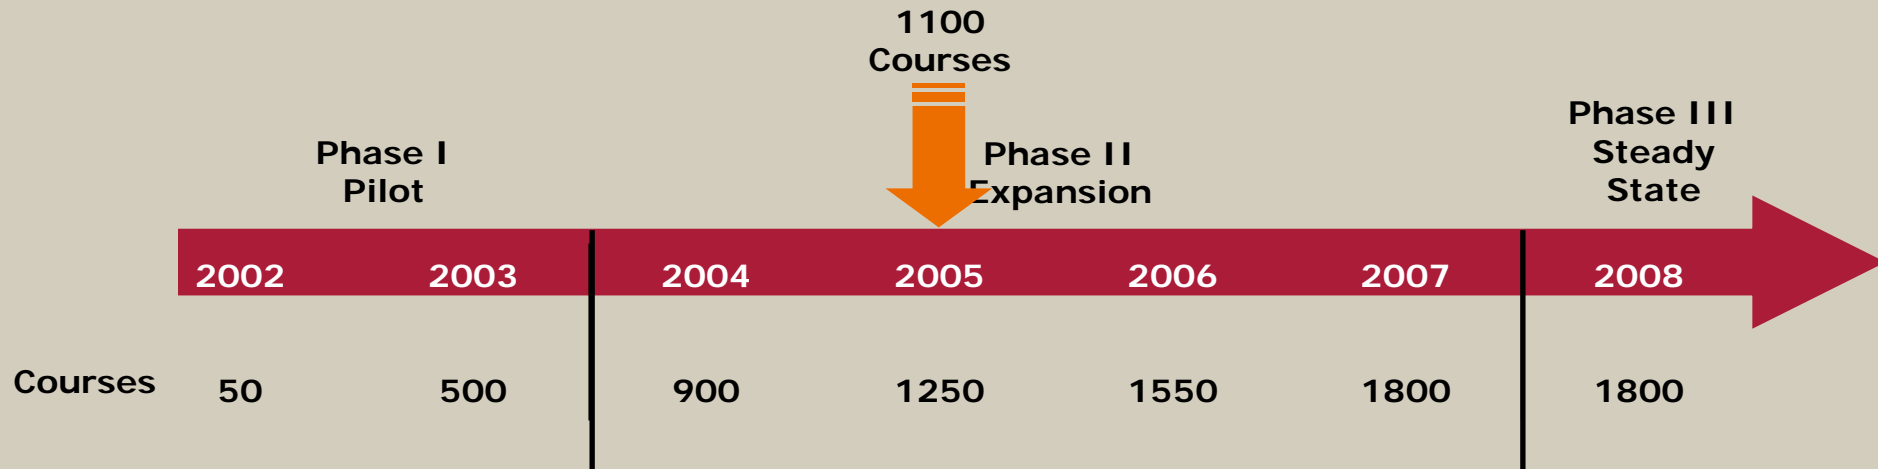 1100
Courses
Phase I
Pilot
Phase II
Expansion
Phase III
Steady
State
2002 2003 2004 2005 2006 2007 2008
Courses 50 500 900 1250 1550 1800 1800